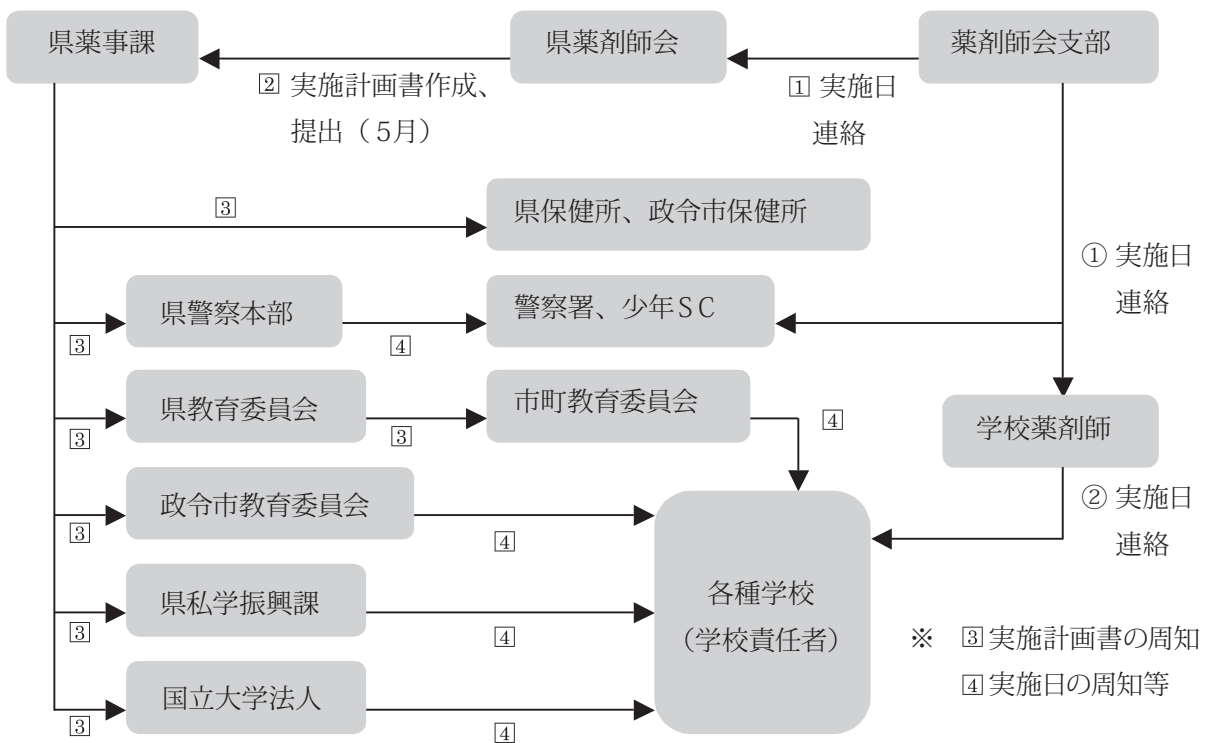 県薬事課
県薬剤師会
薬剤師会支部
2 実施計画書作成、
提出（5月）
1 実施日
連絡
3
県保健所、政令市保健所
① 実施日
連絡
県警察本部
警察署、少年SC
3
4
県教育委員会
市町教育委員会
学校薬剤師
3
3
4
政令市教育委員会
② 実施日
連絡
3
4
県私学振興課
各種学校
（学校責任者）
3
4
※ 3 実施計画書の周知
4 実施日の周知等
国立大学法人
3
4